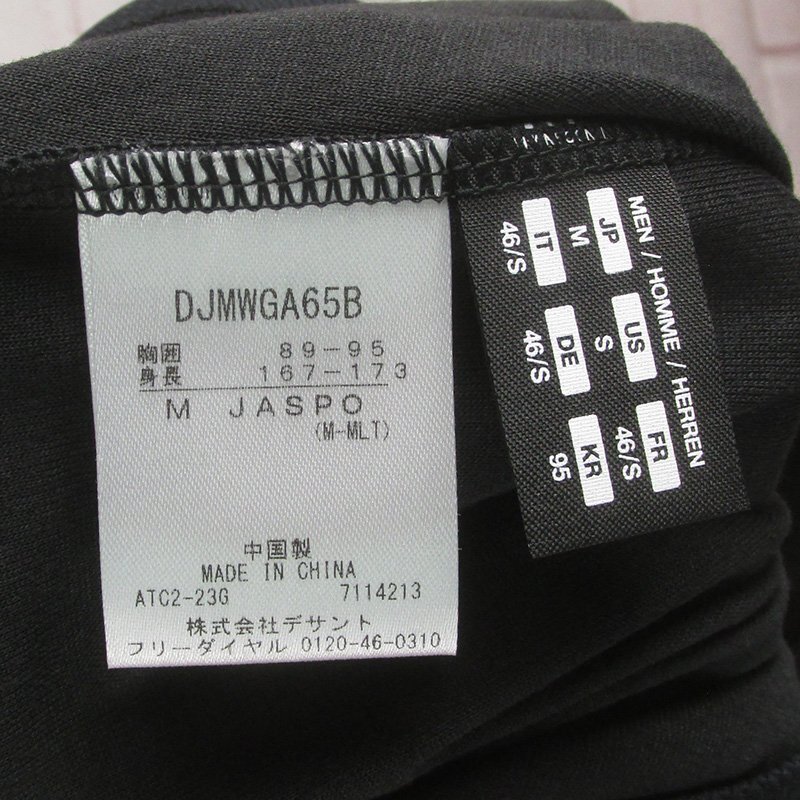 DJMWGA65B
胸囲 89-95
身長 167-173
M JASPO
(M-MLT)
中国製
MADE IN CHINA
ATC2-23G 7114213
株式会社デサント
フリーダイヤル 0120-46-0310
MEN / HOMME / HERREN
JP US FR
M S 46/S
IT DE KR
46/S 46/S 95